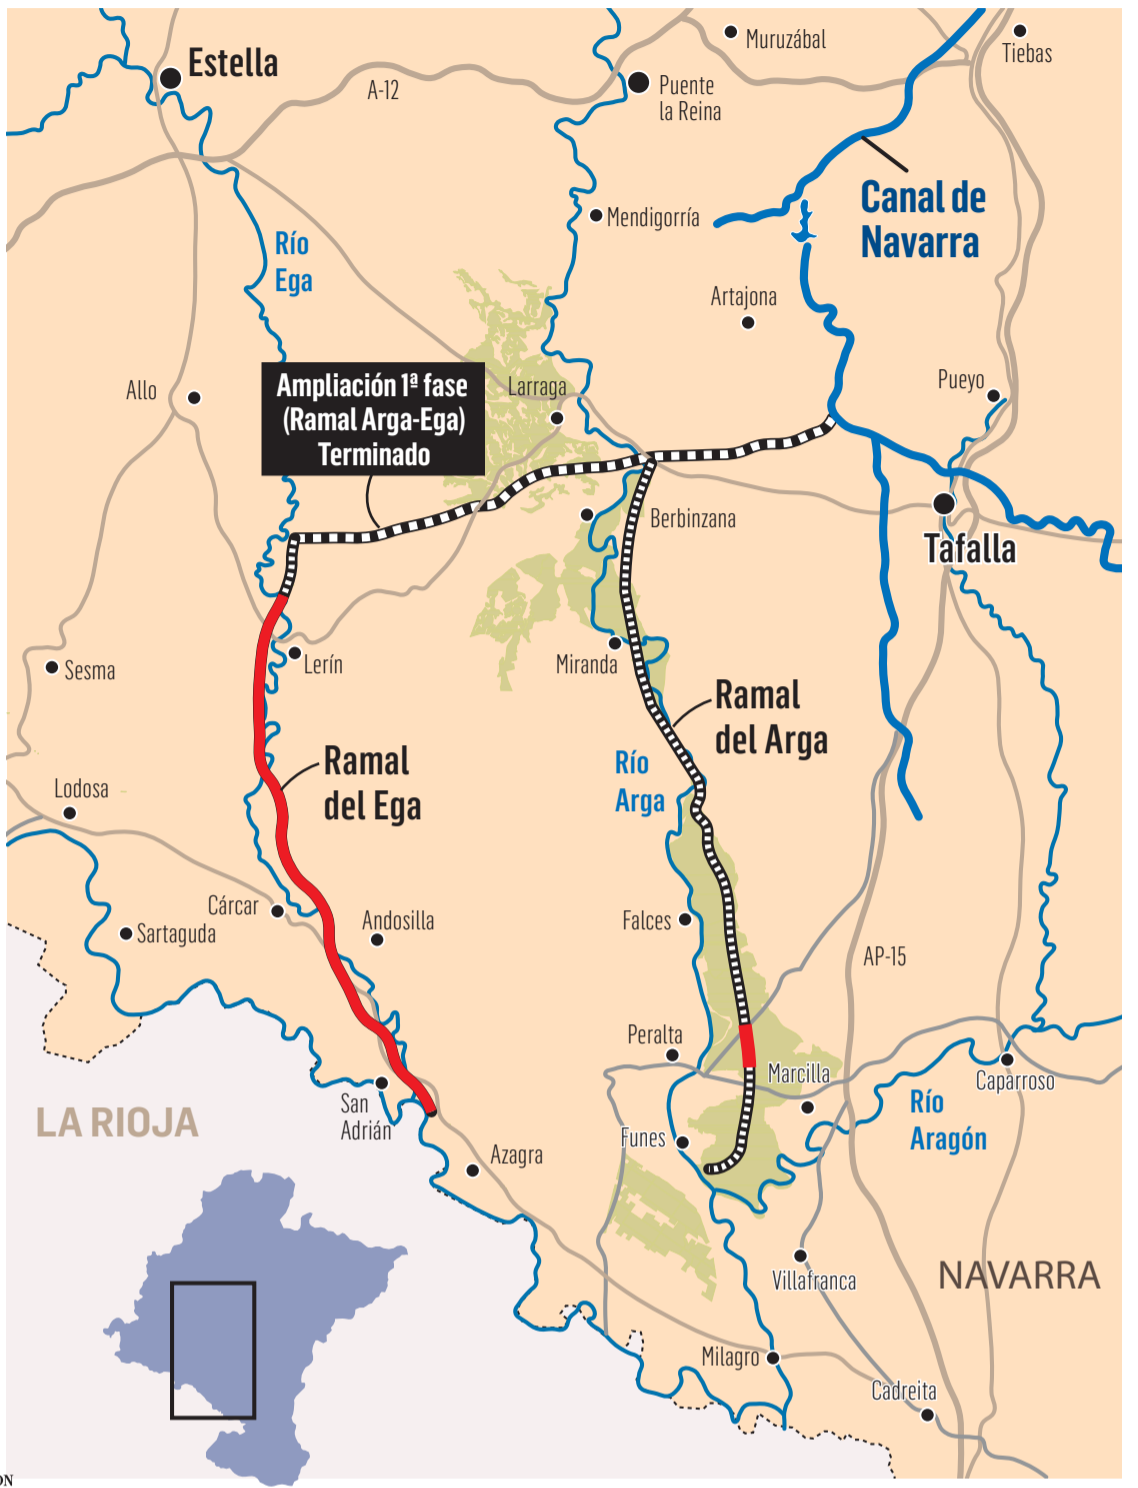 Muruzábal
Tiebas
Estella
A-12
Puente
la Reina
Canal de
Navarra
Mendigorría
Río
Ega
Artajona
Allo
Ampliación 1ª fase
(Ramal Arga-Ega)
Terminado
Larraga
Pueyo
Berbinzana
Tafalla
Sesma
Lerín
Miranda
Ramal
del Arga
Ramal
del Ega
Río
Arga
Lodosa
Cárcar
Andosilla
Sartaguda
Falces
AP-15
Peralta
Marcilla
Caparroso
San
Adrián
LA RIOJA
Río
Aragón
Funes
Azagra
Villafranca
NAVARRA
Milagro
Cadreita
ON